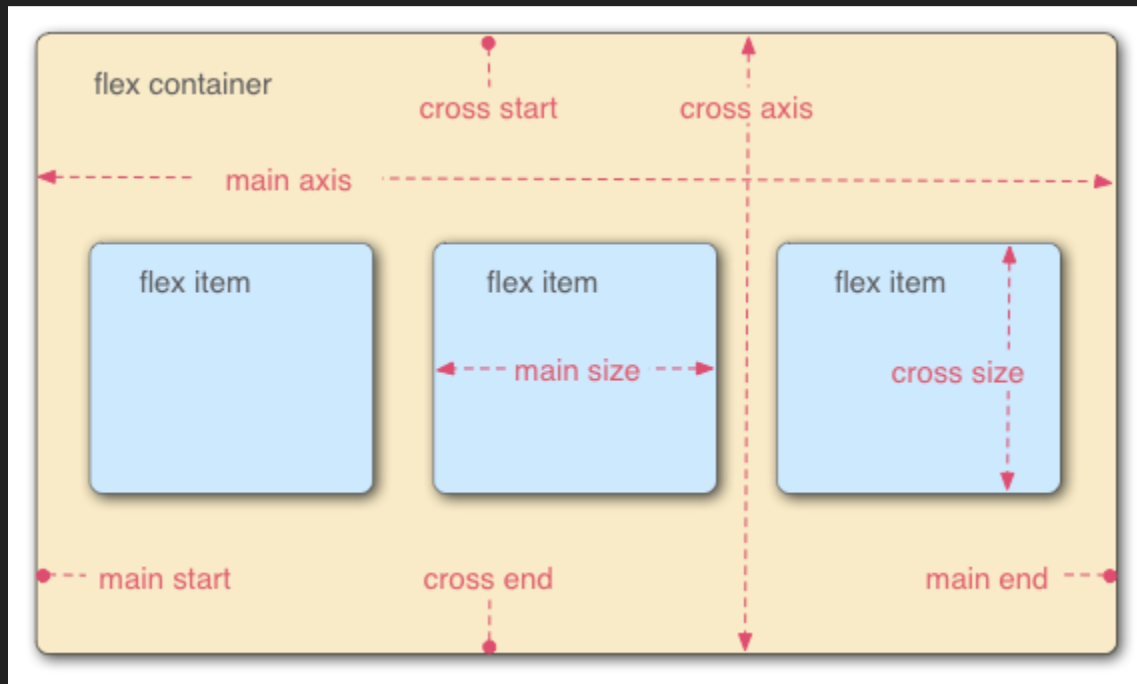 flex container
cross start
cross axis
main axis
flex item
flex item
flex item
main size
cross size
main start
cross end
main end